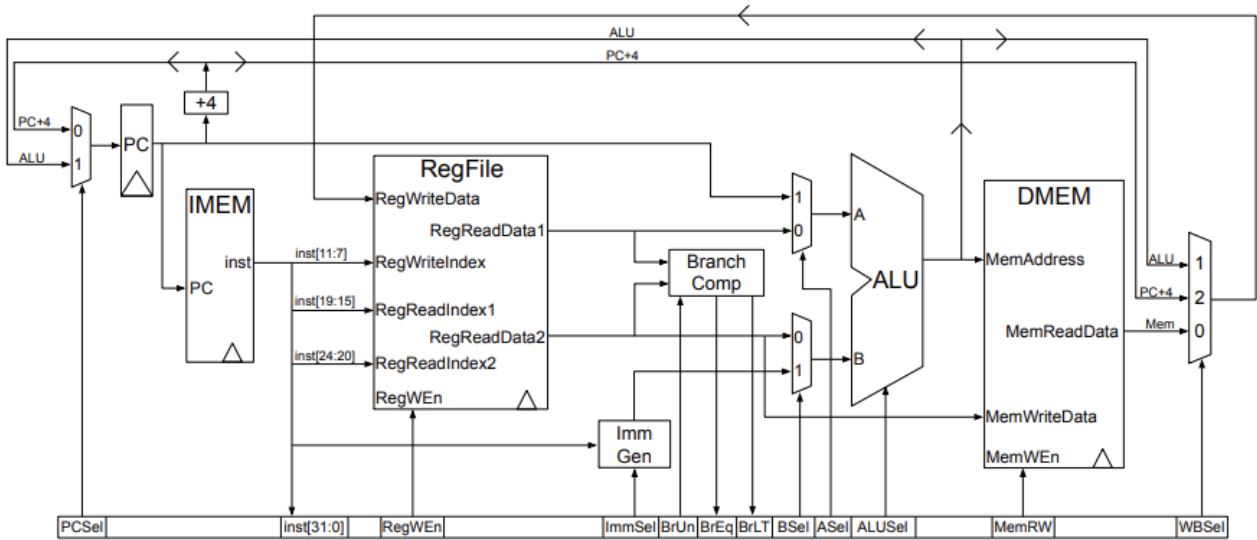 ALU
PC+4
+4
PC+4
0
PC
ALU
1
IMEM
inst
PC
inst[11:7]
inst[19:15]
inst[24:20]
RegFile
RegWriteData
RegReadData1
RegWriteIndex
RegReadIndex1
RegReadData2
RegReadIndex2
RegWEn
Branch
Comp
Imm
Gen
1
0
0
1
A
ALU
B
DMEM
MemAddress
MemReadData
MemWriteData
MemWEn
ALU
1
PC+4
2
Mem
0
PCSel
inst[31:0]
RegWEn
ImmSel
BrUn
BrEq
BrLT
BSel
ASel
ALUSel
MemRW
WBSel